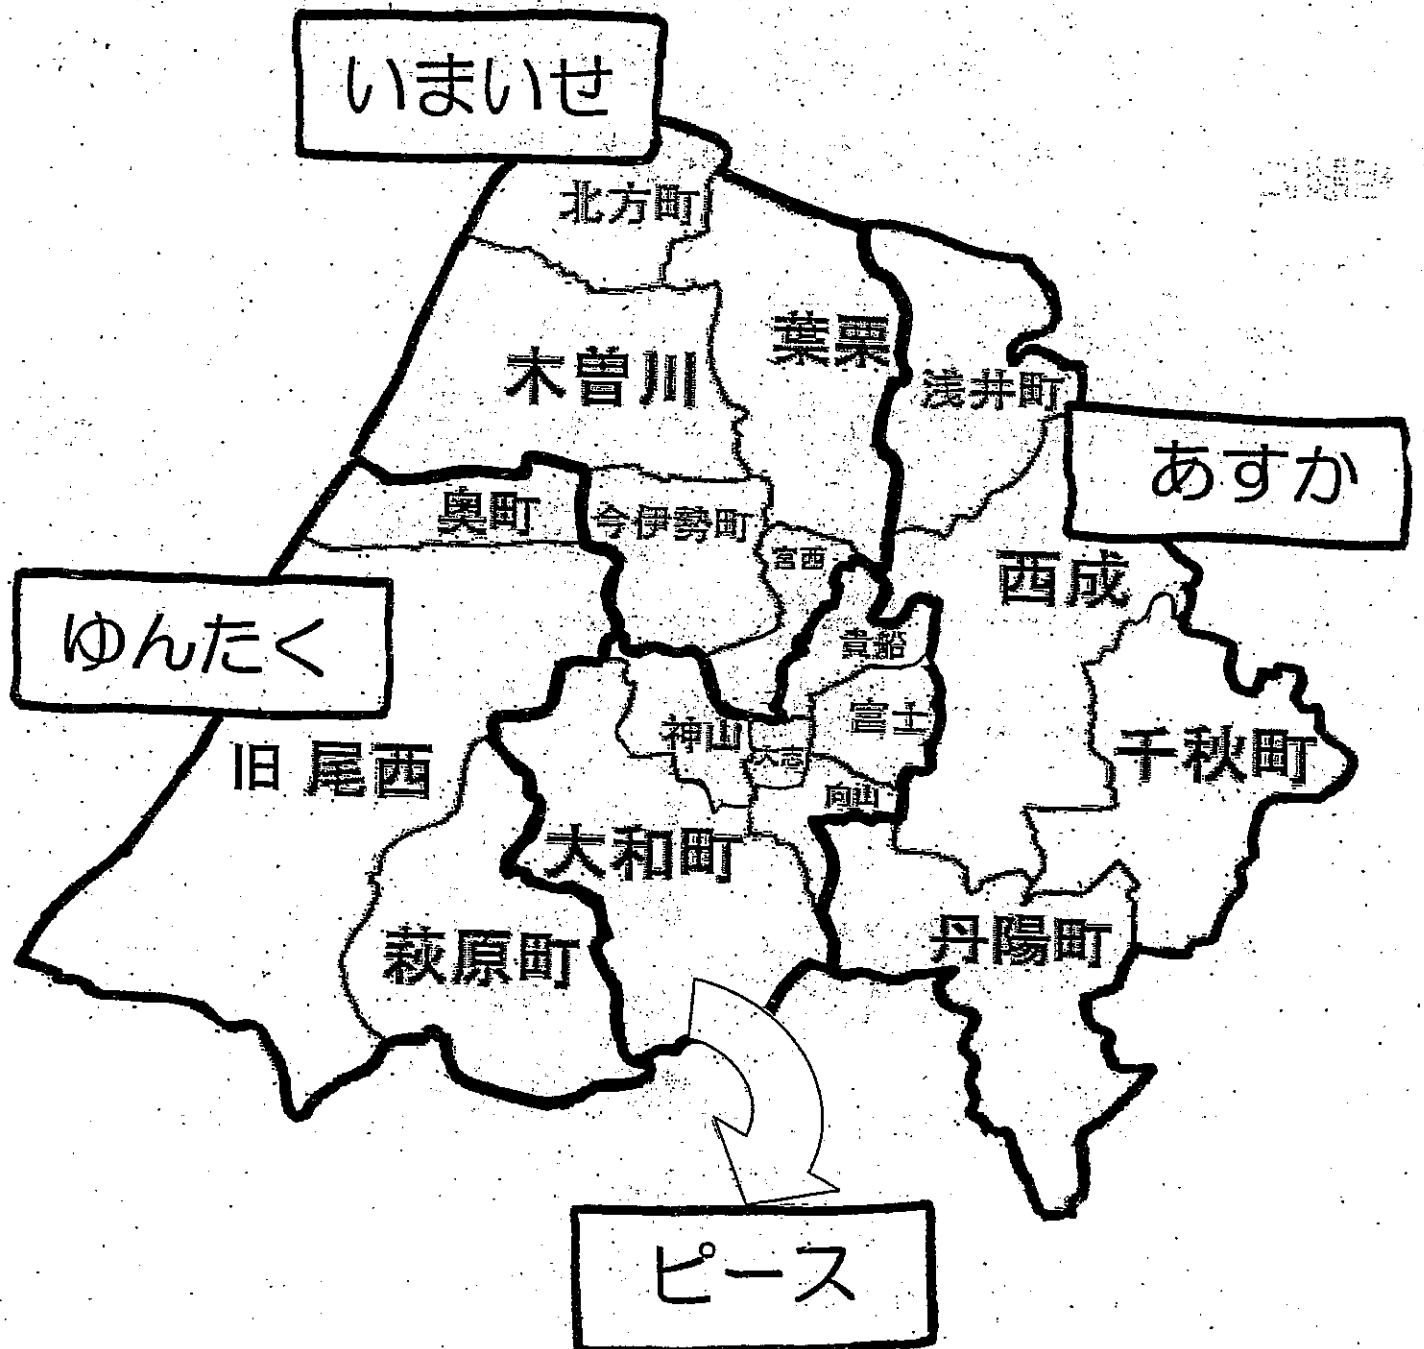 いまいせ
北方町
葉栗
木曽川
浅井町
あすか
奥町
今伊勢町
宮西
西成
ゆんたく
貴船
神山
富士
大志
旧 尾西
千秋町
向山
大和町
萩原町
丹陽町
ピース